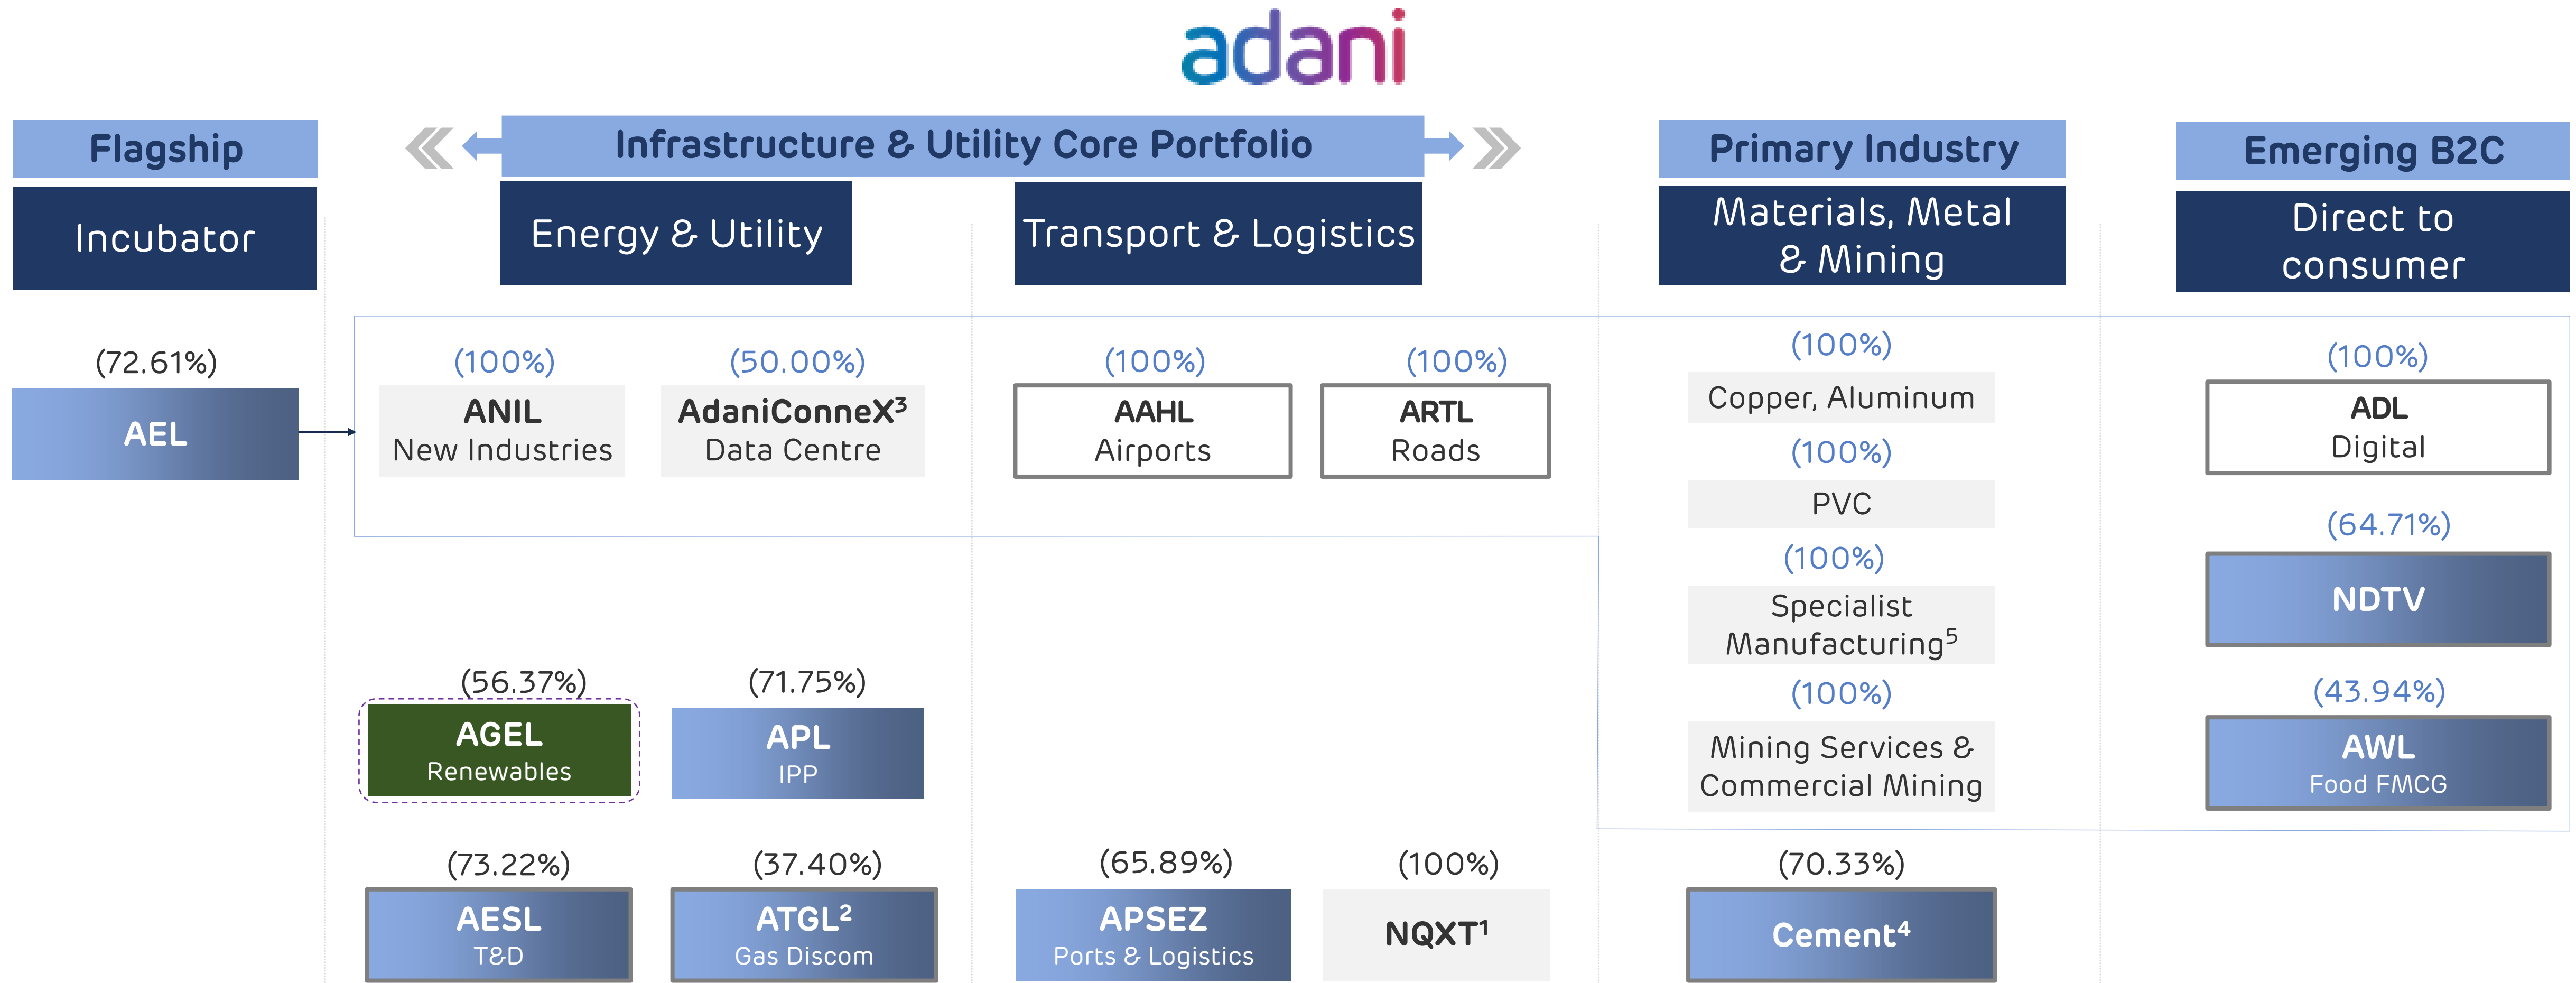 adani
Flagship
Infrastructure & Utility Core Portfolio
Primary Industry
Emerging B2C
Incubator
Energy & Utility
Transport & Logistics
Materials, Metal
& Mining
Direct to
consumer
(72.61%)
AEL
(100%)
ANIL
New Industries
(50.00%)
AdaniConneX³
Data Centre
(100%)
AAHL
Airports
(100%)
ARTL
Roads
(100%)
Copper, Aluminum
(100%)
PVC
(100%)
Specialist
Manufacturing⁵
(100%)
Mining Services &
Commercial Mining
(100%)
ADL
Digital
(64.71%)
NDTV
(43.94%)
AWL
Food FMCG
(56.37%)
AGEL
Renewables
(71.75%)
APL
IPP
(73.22%)
AESL
T&D
(37.40%)
ATGL²
Gas Discom
(65.89%)
APSEZ
Ports & Logistics
(100%)
NQXT¹
(70.33%)
Cement⁴